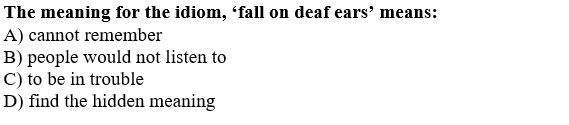 The meaning for the idiom, ‘fall on deaf ears’ means:
A) cannot remember
B) people would not listen to
C) to be in trouble
D) find the hidden meaning